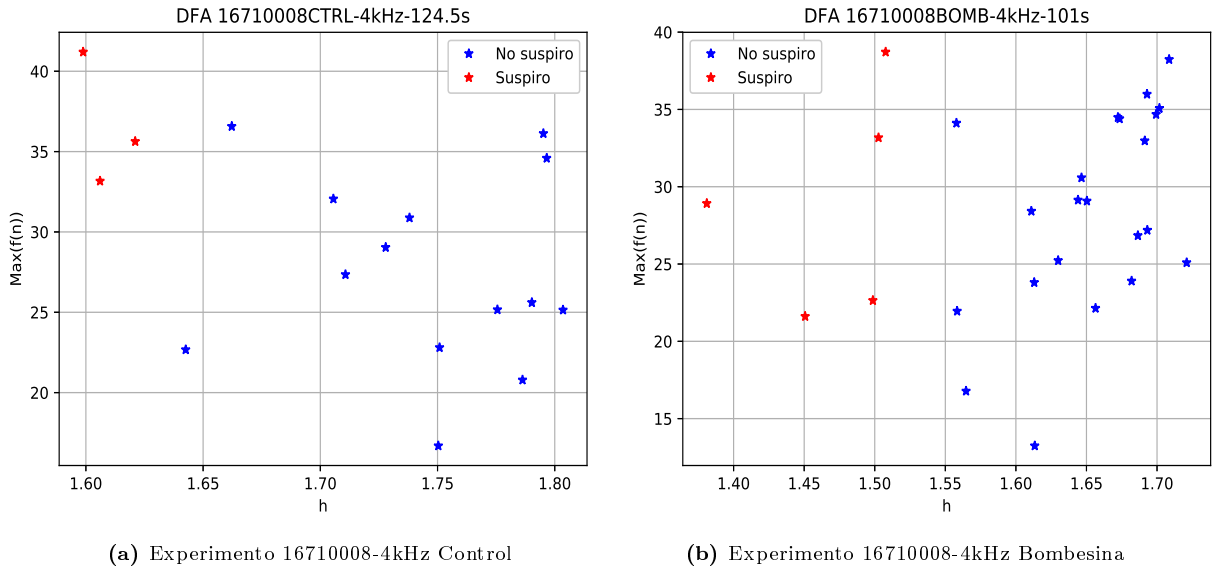 DFA 16710008CTRL-4kHz-124.5s
No suspiro
Suspiro
40
35
30
25
20
Max(f(n))
1.60 1.65 1.70 1.75 1.80
h
(a) Experimento 16710008-4kHz Control
DFA 16710008BOMB-4kHz-101s
No suspiro
Suspiro
40
35
30
25
20
15
Max(f(n))
1.40 1.45 1.50 1.55 1.60 1.65 1.70
h
(b) Experimento 16710008-4kHz Bombesina